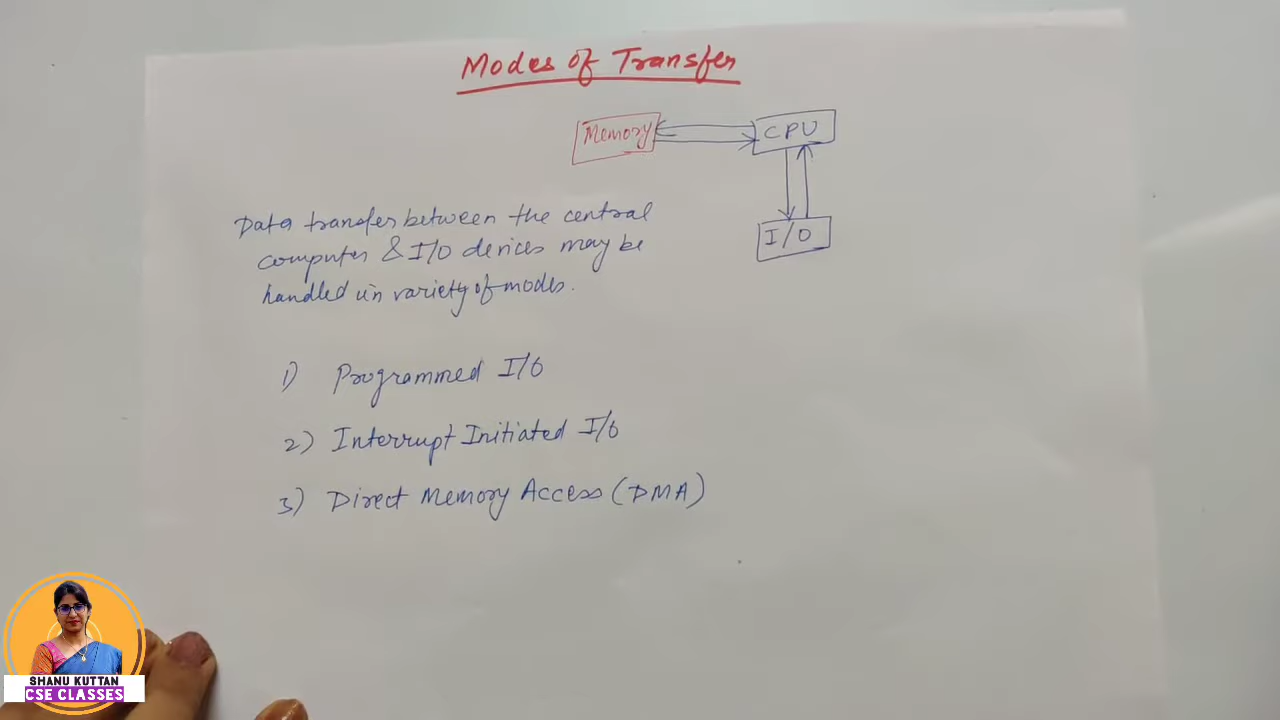 Modes of Transfer
Memory
CPU
I/O
Data transfer between the central
computer & I/O devices may be
handled in variety of modes.
1) Programmed I/O
2) Interrupt Initiated I/O
3) Direct Memory Access (DMA)
SHANU KUTTAN
CSE CLASSES